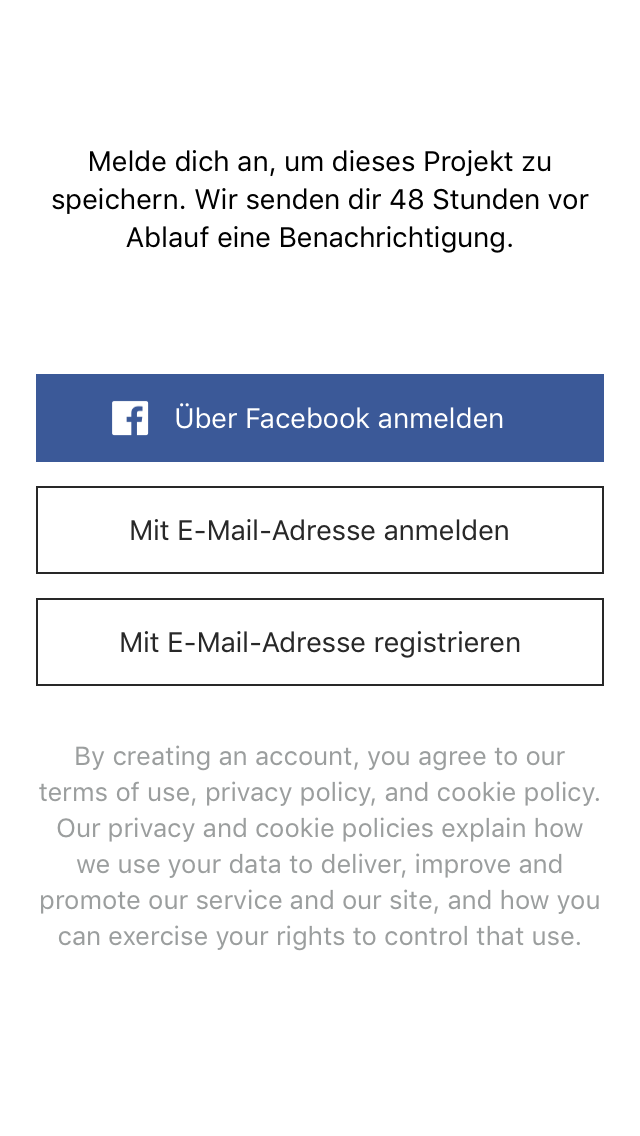 Melde dich an, um dieses Projekt zu
speichern. Wir senden dir 48 Stunden vor
Ablauf eine Benachrichtigung.
Über Facebook anmelden
Mit E-Mail-Adresse anmelden
Mit E-Mail-Adresse registrieren
By creating an account, you agree to our
terms of use, privacy policy, and cookie policy.
Our privacy and cookie policies explain how
we use your data to deliver, improve and
promote our service and our site, and how you
can exercise your rights to control that use.